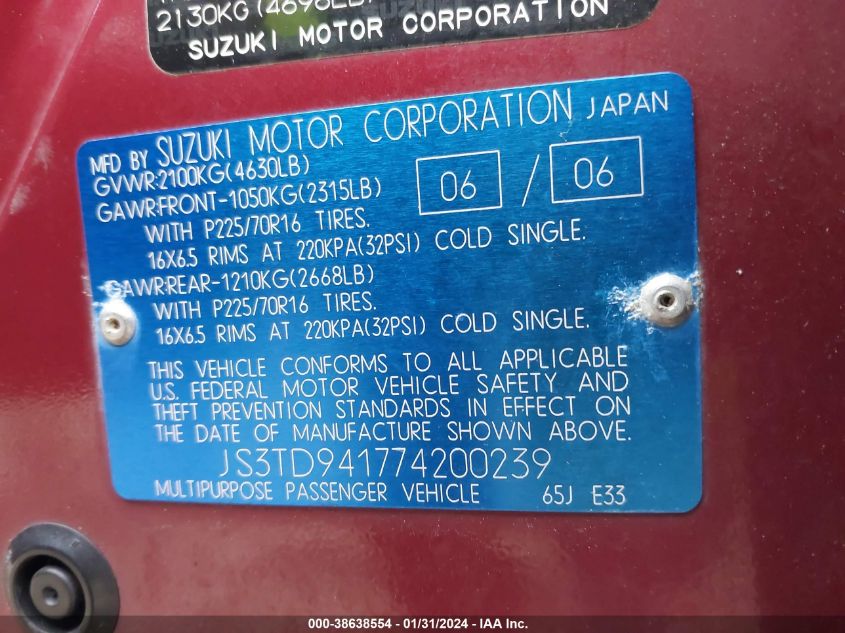 2130KG (4696LB)
SUZUKI MOTOR CORPORATION
MFD BY SUZUKI MOTOR CORPORATION JAPAN
GVWR:2100KG(4630LB)
06 / 06
GAWR:FRONT-1050KG(2315LB)
WITH P225/70R16 TIRES.
16X6.5 RIMS AT 220KPA(32PSI) COLD SINGLE.
GAWR:REAR-1210KG(2668LB)
WITH P225/70R16 TIRES.
16X6.5 RIMS AT 220KPA(32PSI) COLD SINGLE.
THIS VEHICLE CONFORMS TO ALL APPLICABLE
U.S. FEDERAL MOTOR VEHICLE SAFETY AND
THEFT PREVENTION STANDARDS IN EFFECT ON
THE DATE OF MANUFACTURE SHOWN ABOVE.
JS3TD941774200239
MULTIPURPOSE PASSENGER VEHICLE 65J E33
000-38638554 - 01/31/2024 - IAA Inc.